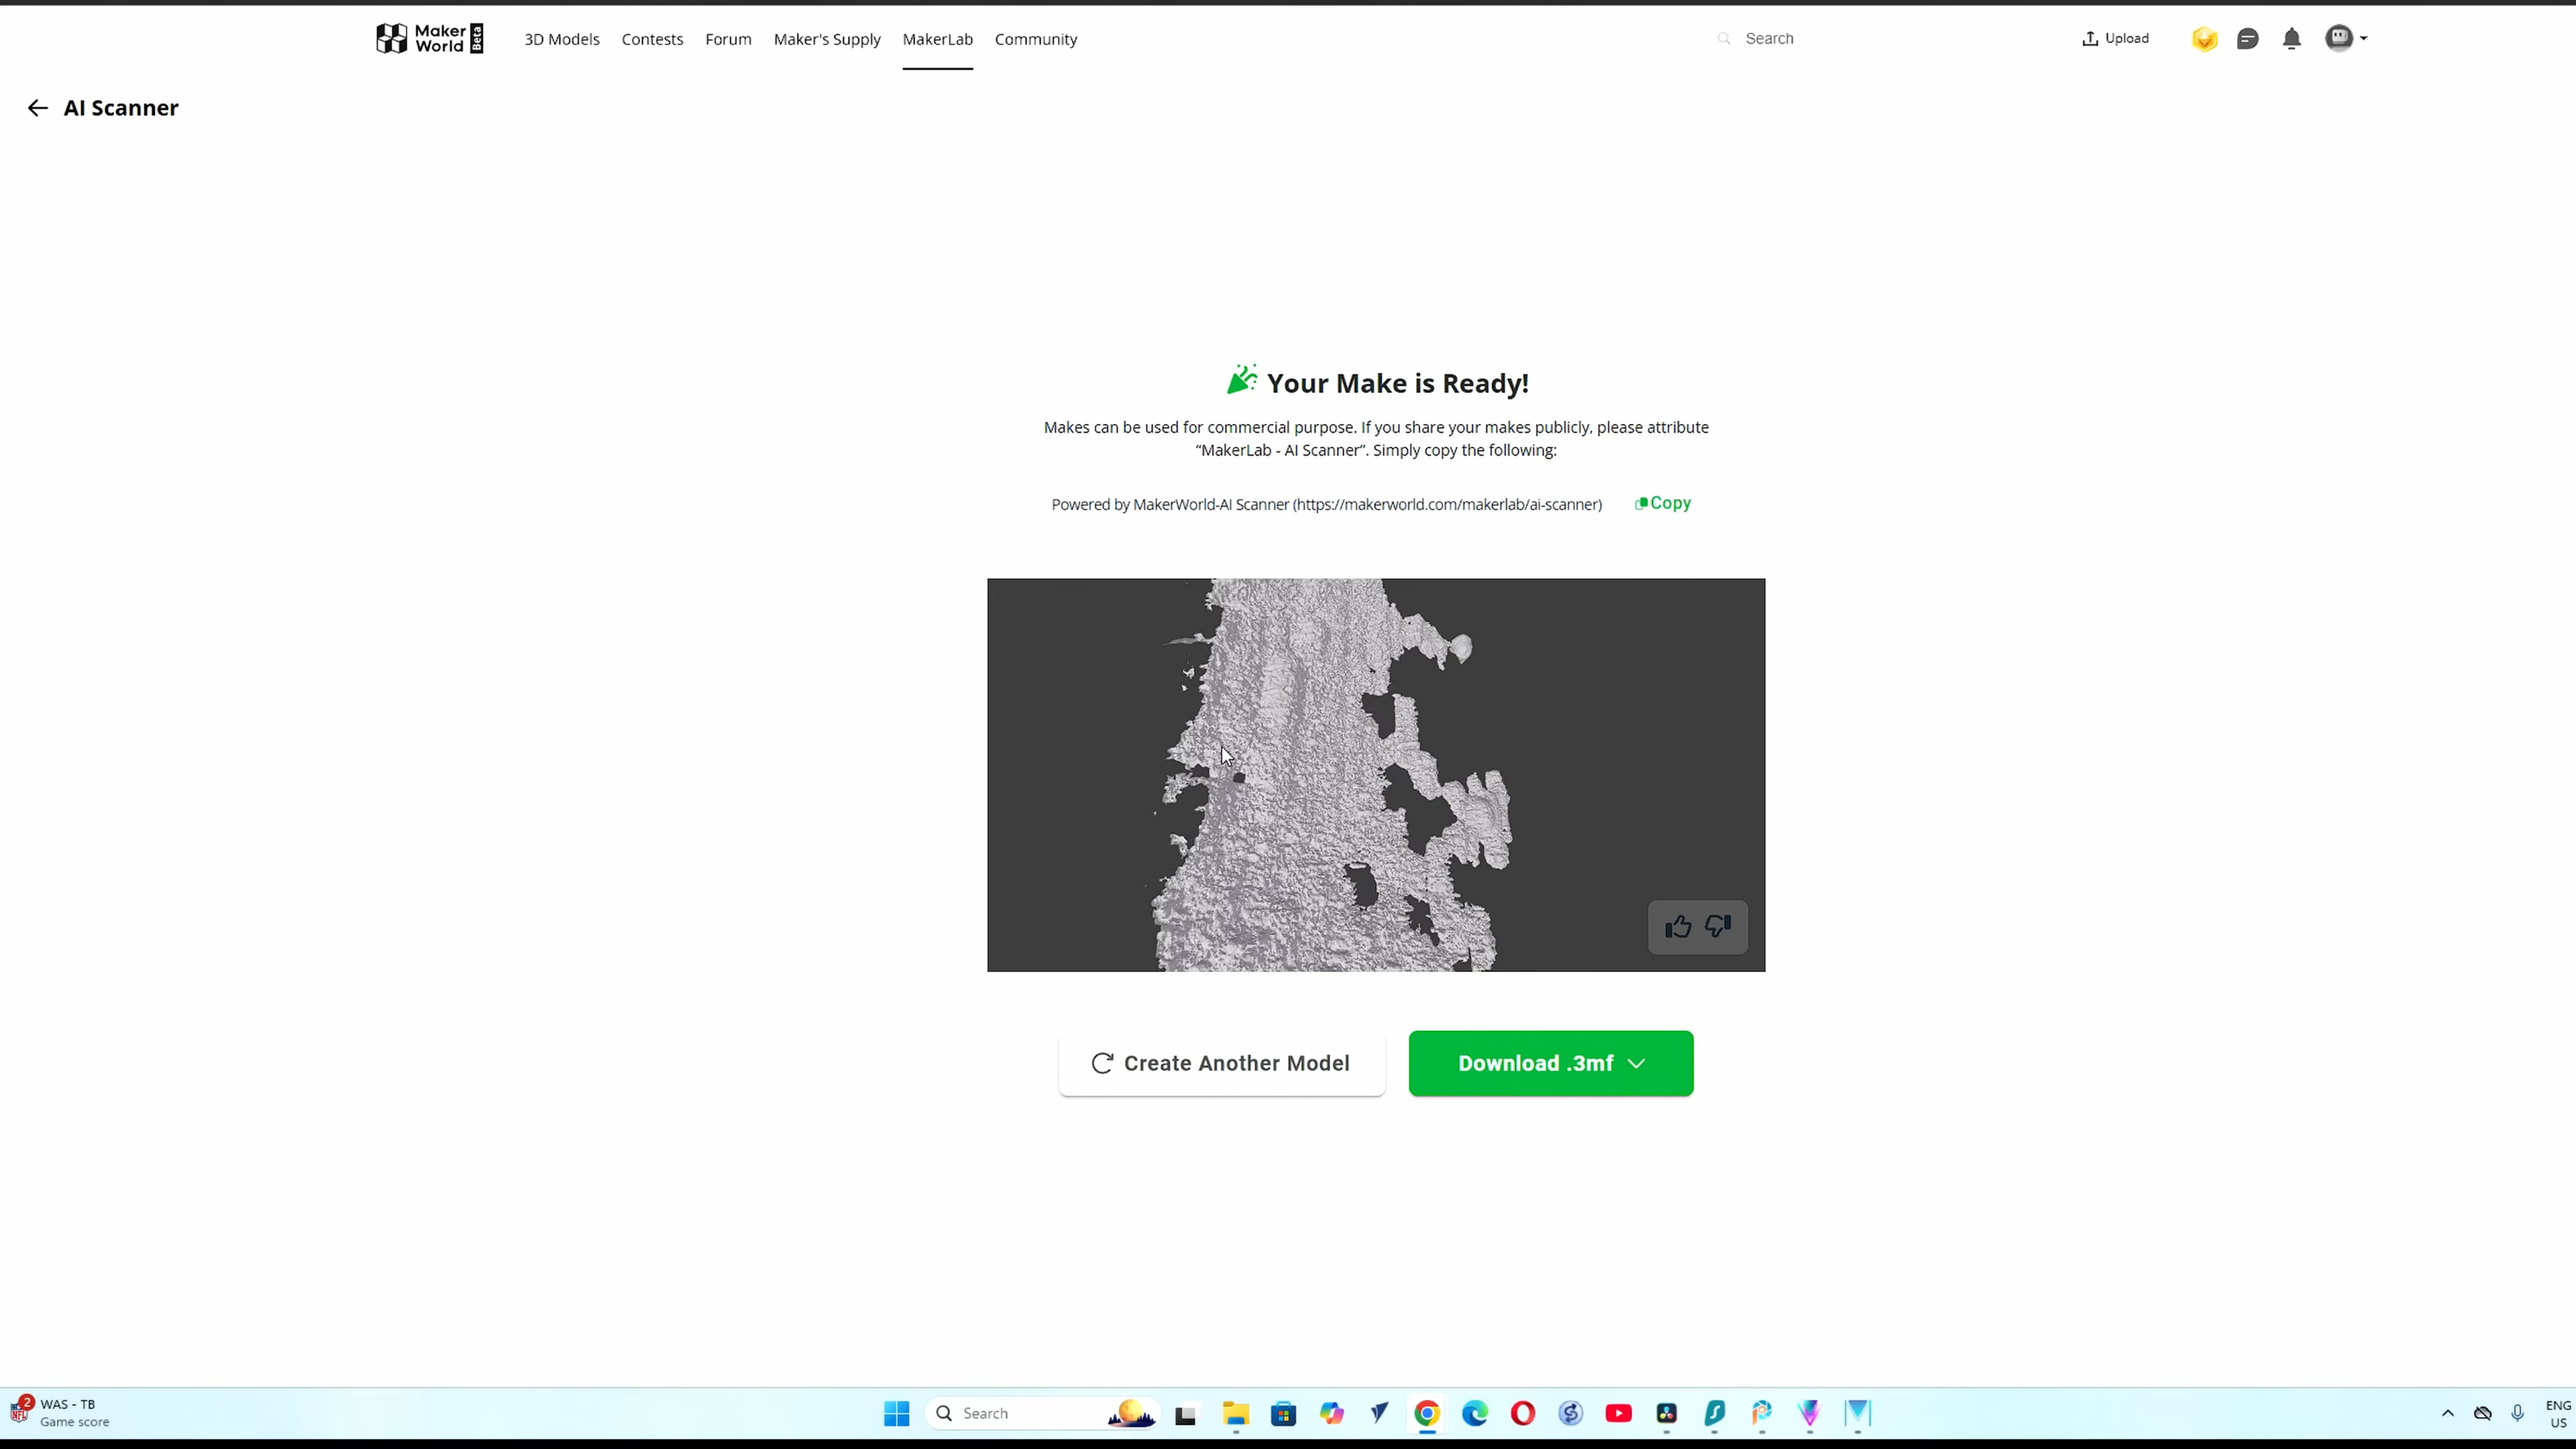 Maker World Beta
3D Models
Contests
Forum
Maker's Supply
MakerLab
Community
Search
Upload
AI Scanner
Your Make is Ready!
Makes can be used for commercial purpose. If you share your makes publicly, please attribute
“MakerLab - AI Scanner”. Simply copy the following:
Powered by MakerWorld-AI Scanner (https://makerworld.com/makerlab/ai-scanner)
Copy
Create Another Model
Download .3mf
2
NFL
WAS - TB
Game score
Search
ENG
US